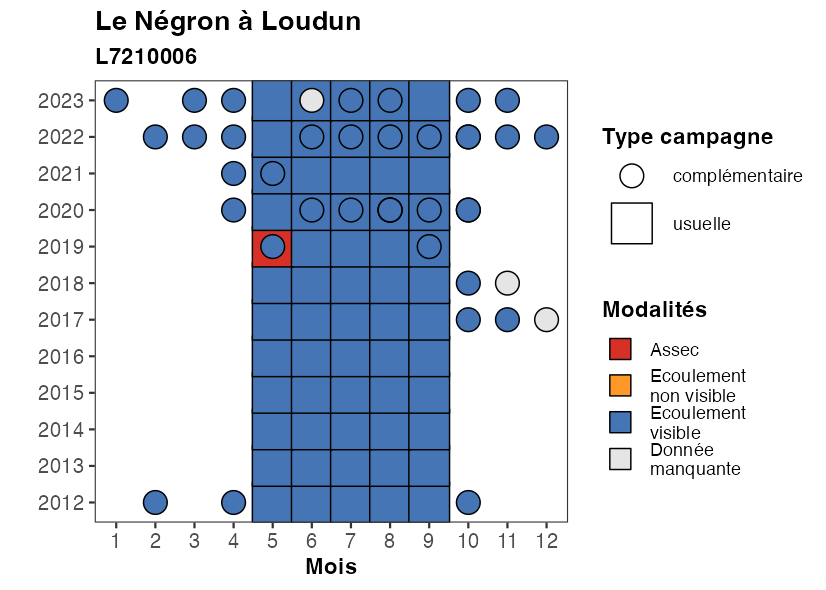 Le Négron à Loudun
L7210006
2023
2022
2021
2020
2019
2018
2017
2016
2015
2014
2013
2012
1 2 3 4 5 6 7 8 9 10 11 12
Mois
Type campagne
complémentaire
usuelle
Modalités
Assec
Ecoulement
non visible
Ecoulement
visible
Donnée
manquante